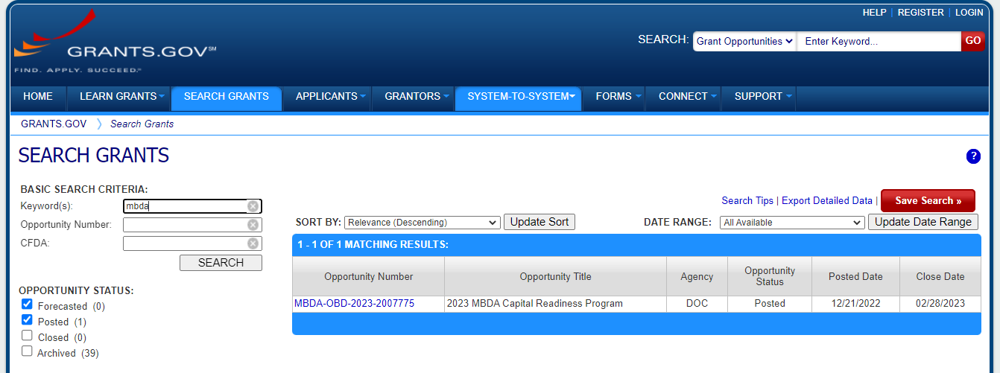 HELP | REGISTER | LOGIN
SEARCH: Grant Opportunities Enter Keyword... GO
GRANTS.GOV℠
FIND. APPLY. SUCCEED.™
HOME LEARN GRANTS SEARCH GRANTS APPLICANTS GRANTORS SYSTEM-TO-SYSTEM FORMS CONNECT SUPPORT
GRANTS.GOV 〉 Search Grants
SEARCH GRANTS ?
BASIC SEARCH CRITERIA:
Keyword(s): mbda
Opportunity Number:
CFDA:
SEARCH
OPPORTUNITY STATUS:
Forecasted (0)
Posted (1)
Closed (0)
Archived (39)
Search Tips | Export Detailed Data | Save Search »
SORT BY: Relevance (Descending) Update Sort DATE RANGE: All Available Update Date Range
1 - 1 OF 1 MATCHING RESULTS:
Opportunity Number Opportunity Title Agency Opportunity Status Posted Date Close Date
MBDA-OBD-2023-2007775 2023 MBDA Capital Readiness Program DOC Posted 12/21/2022 02/28/2023